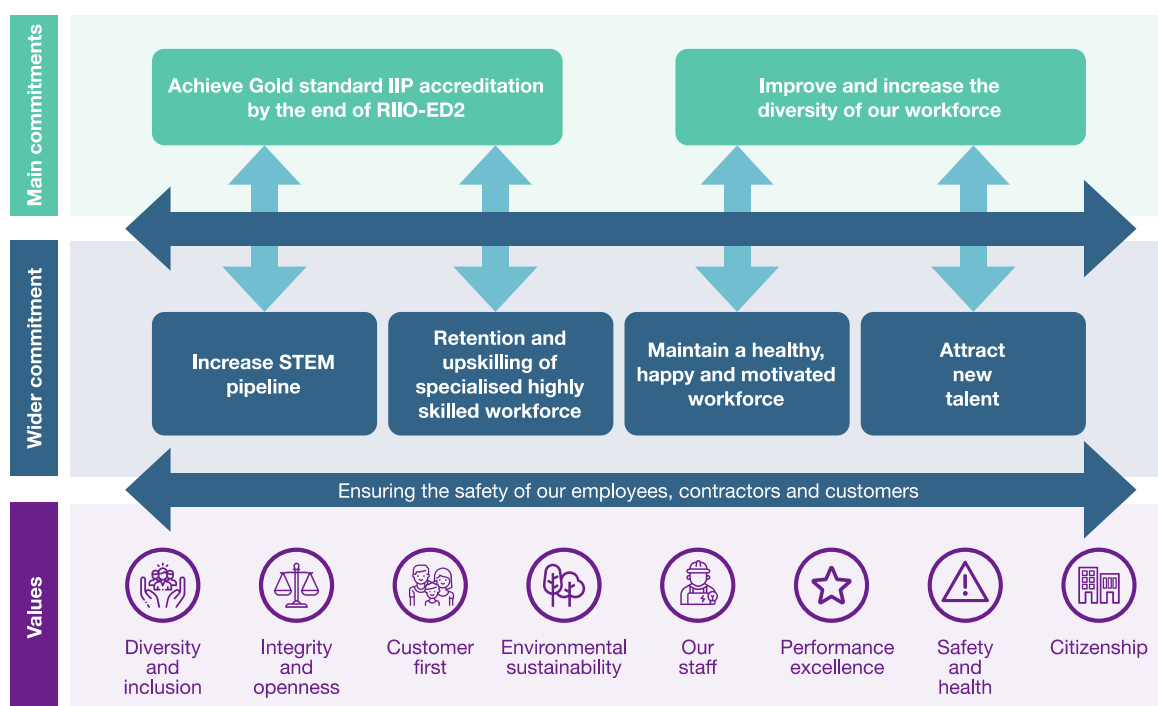 Main commitments
Achieve Gold standard IIP accreditation
by the end of RIIO-ED2
Improve and increase the
diversity of our workforce
Wider commitment
Increase STEM
pipeline
Retention and
upskilling of
specialised highly
skilled workforce
Maintain a healthy,
happy and motivated
workforce
Attract
new
talent
Ensuring the safety of our employees, contractors and customers
Values
Diversity
and
inclusion
Integrity
and
openness
Customer
first
Environmental
sustainability
Our
staff
Performance
excellence
Safety
and
health
Citizenship